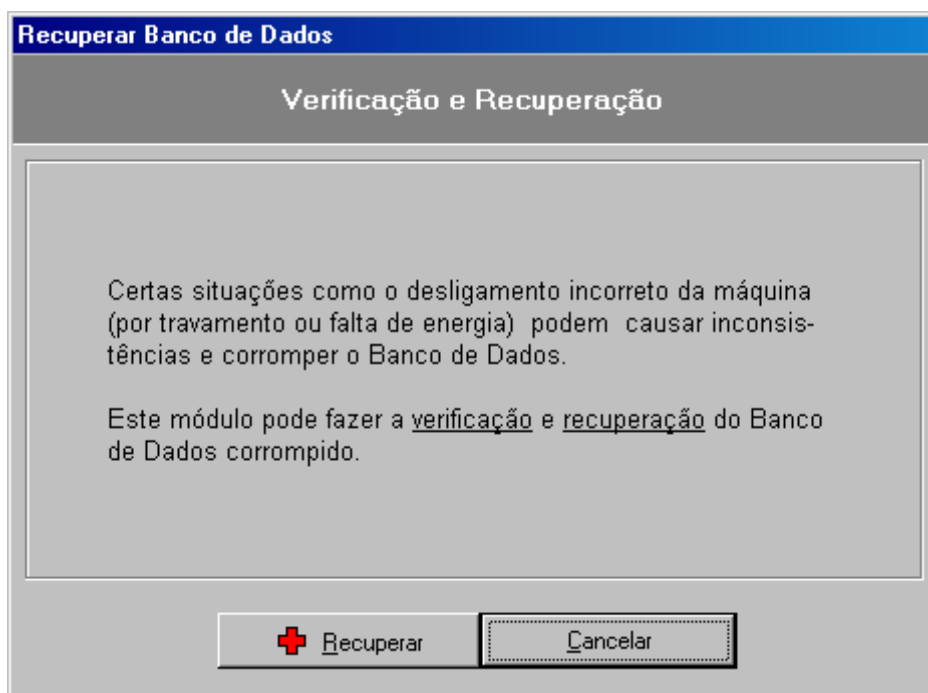 Recuperar Banco de Dados
Verificação e Recuperação
Certas situações como o desligamento incorreto da máquina
(por travamento ou falta de energia) podem causar inconsis-
tências e corromper o Banco de Dados.
Este módulo pode fazer a verificação e recuperação do Banco
de Dados corrompido.
Recuperar
Cancelar